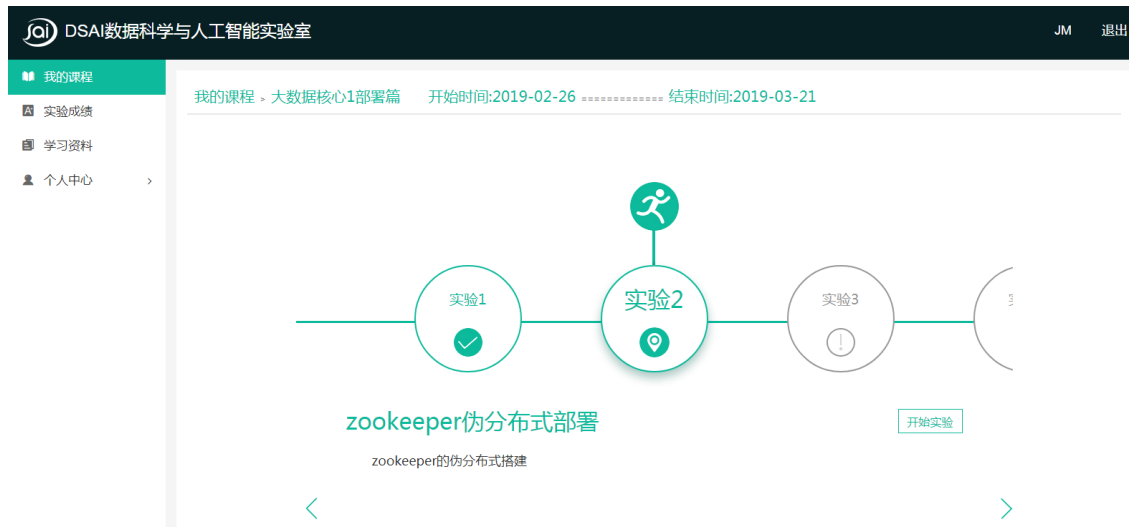 DSAI数据科学与人工智能实验室
JM 退出
我的课程
实验成绩
学习资料
个人中心 >
我的课程 > 大数据核心1部署篇 开始时间:2019-02-26 ============= 结束时间:2019-03-21
实验1
实验2
实验3
zookeeper伪分布式部署
开始实验
zookeeper的伪分布式搭建